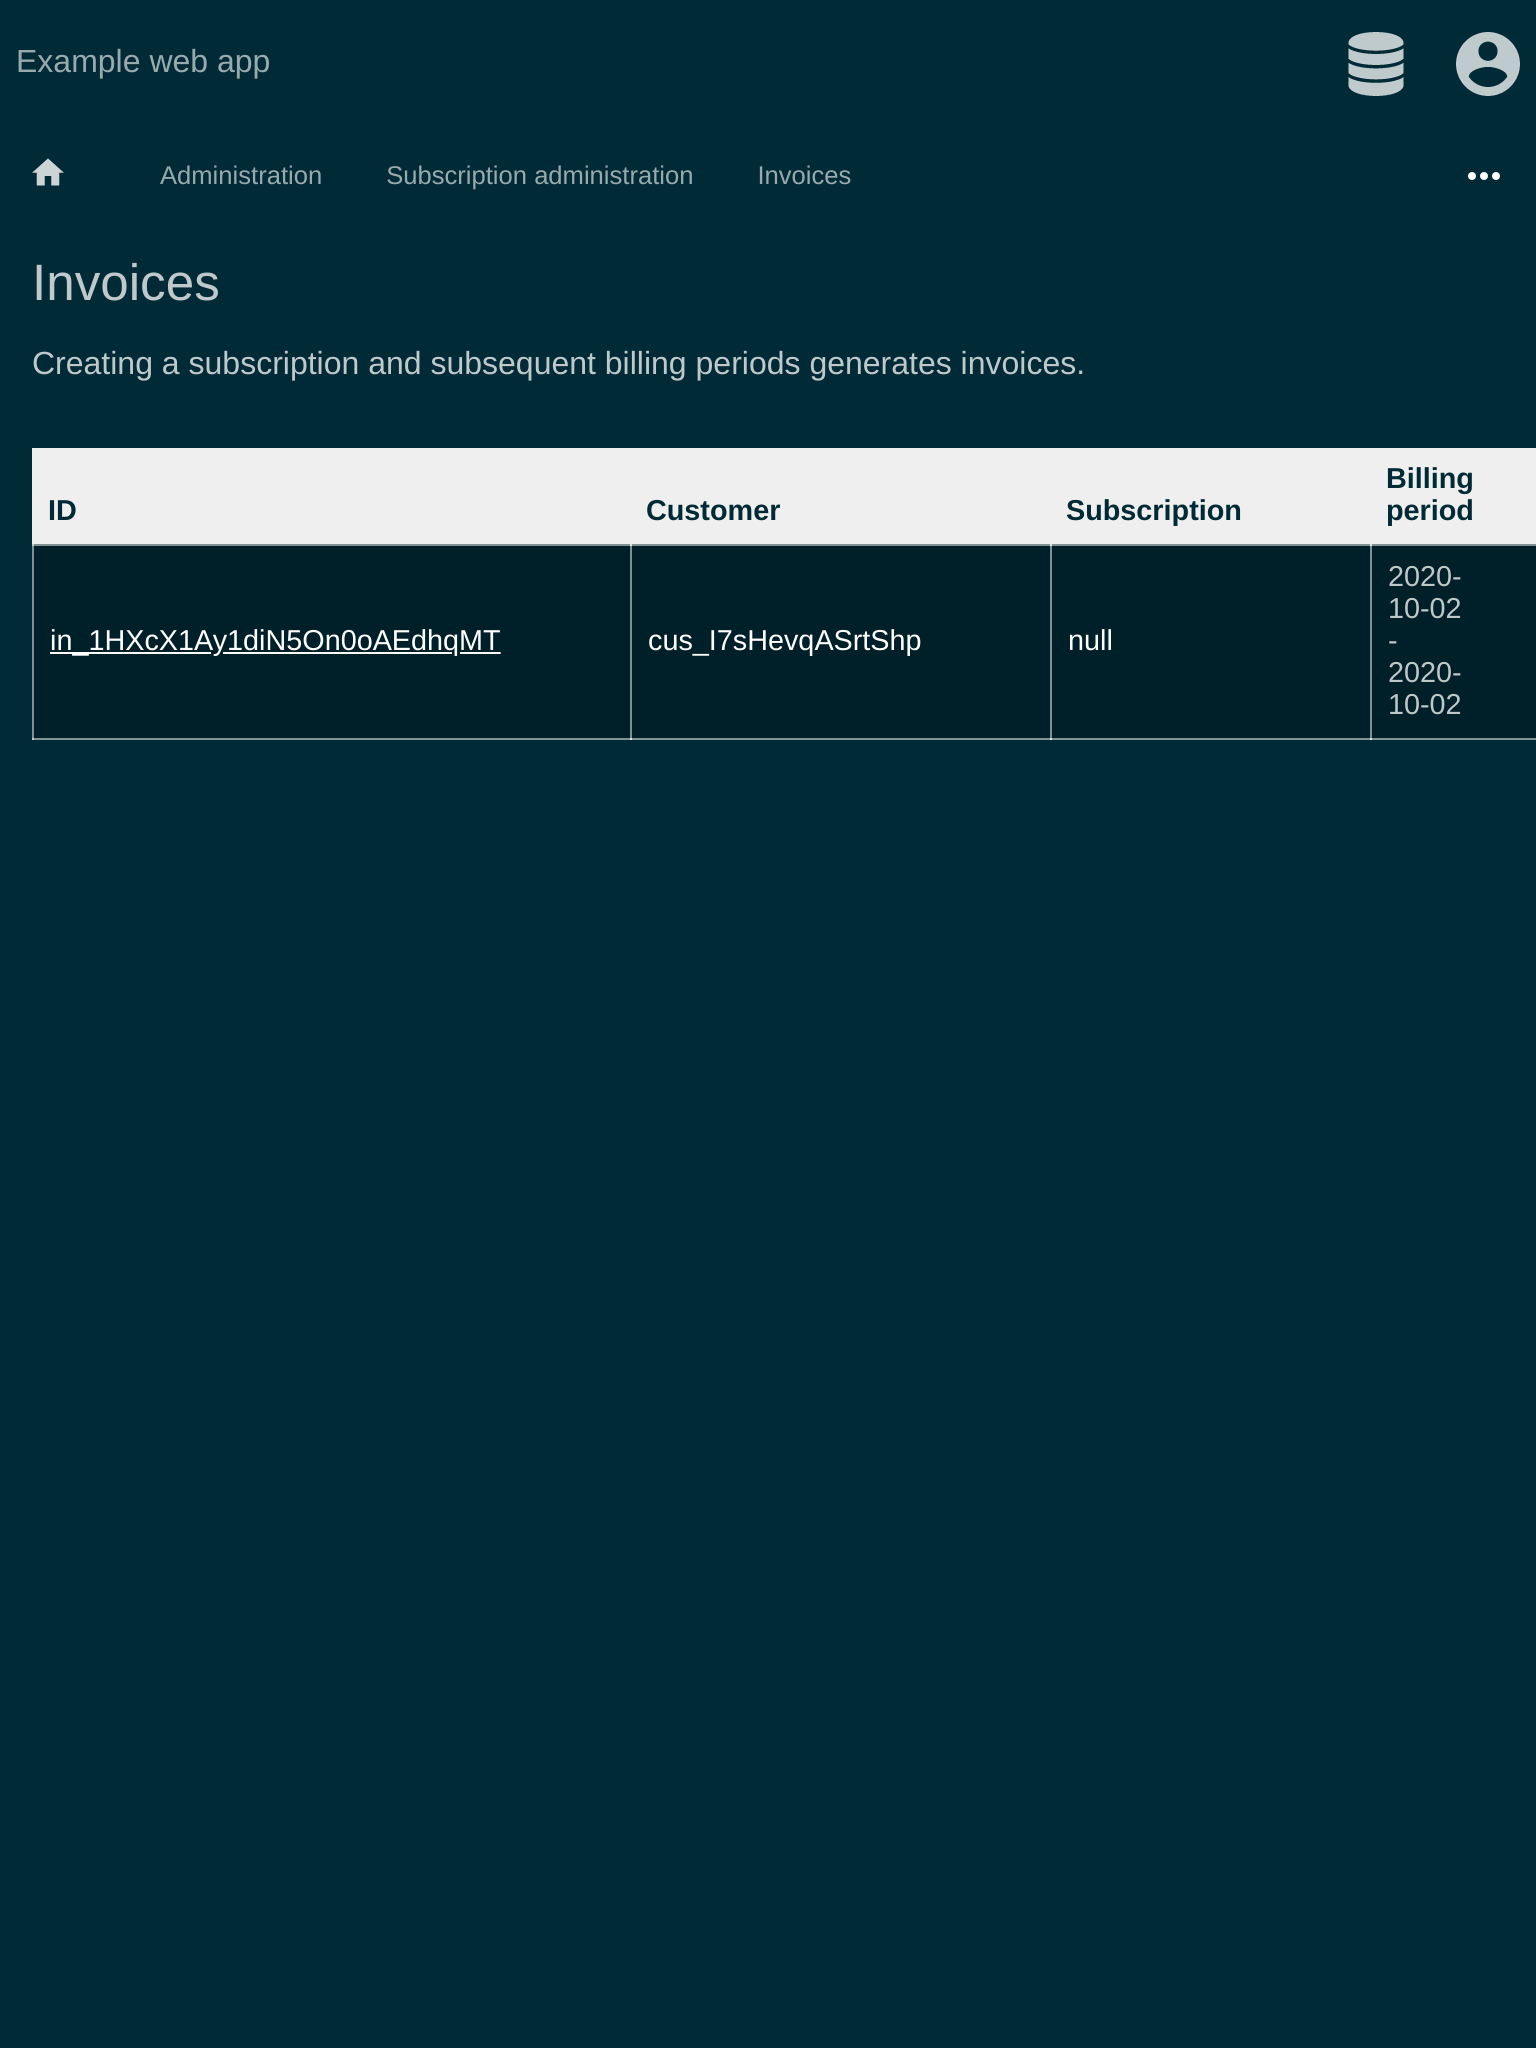 Example web app
Administration Subscription administration Invoices
Invoices
Creating a subscription and subsequent billing periods generates invoices.
ID Customer Subscription Billing
period
in_1HXcX1Ay1diN5On0oAEdhqMT cus_I7sHevqASrtShp null 2020-
10-02
-
2020-
10-02